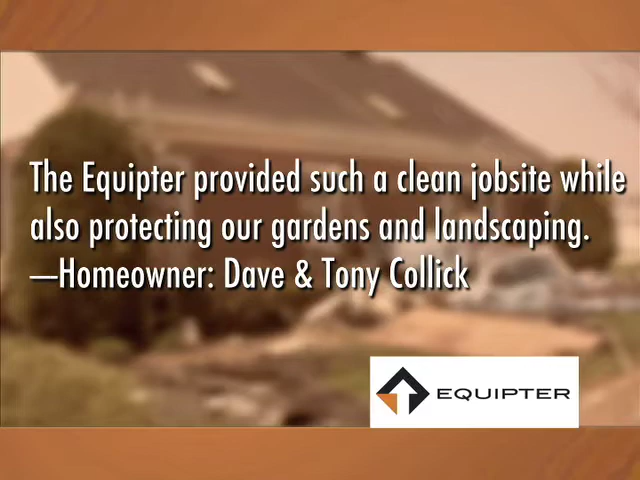 The Equipter provided such a clean jobsite while
also protecting our gardens and landscaping.
—Homeowner: Dave & Tony Collick
EQUIPTER